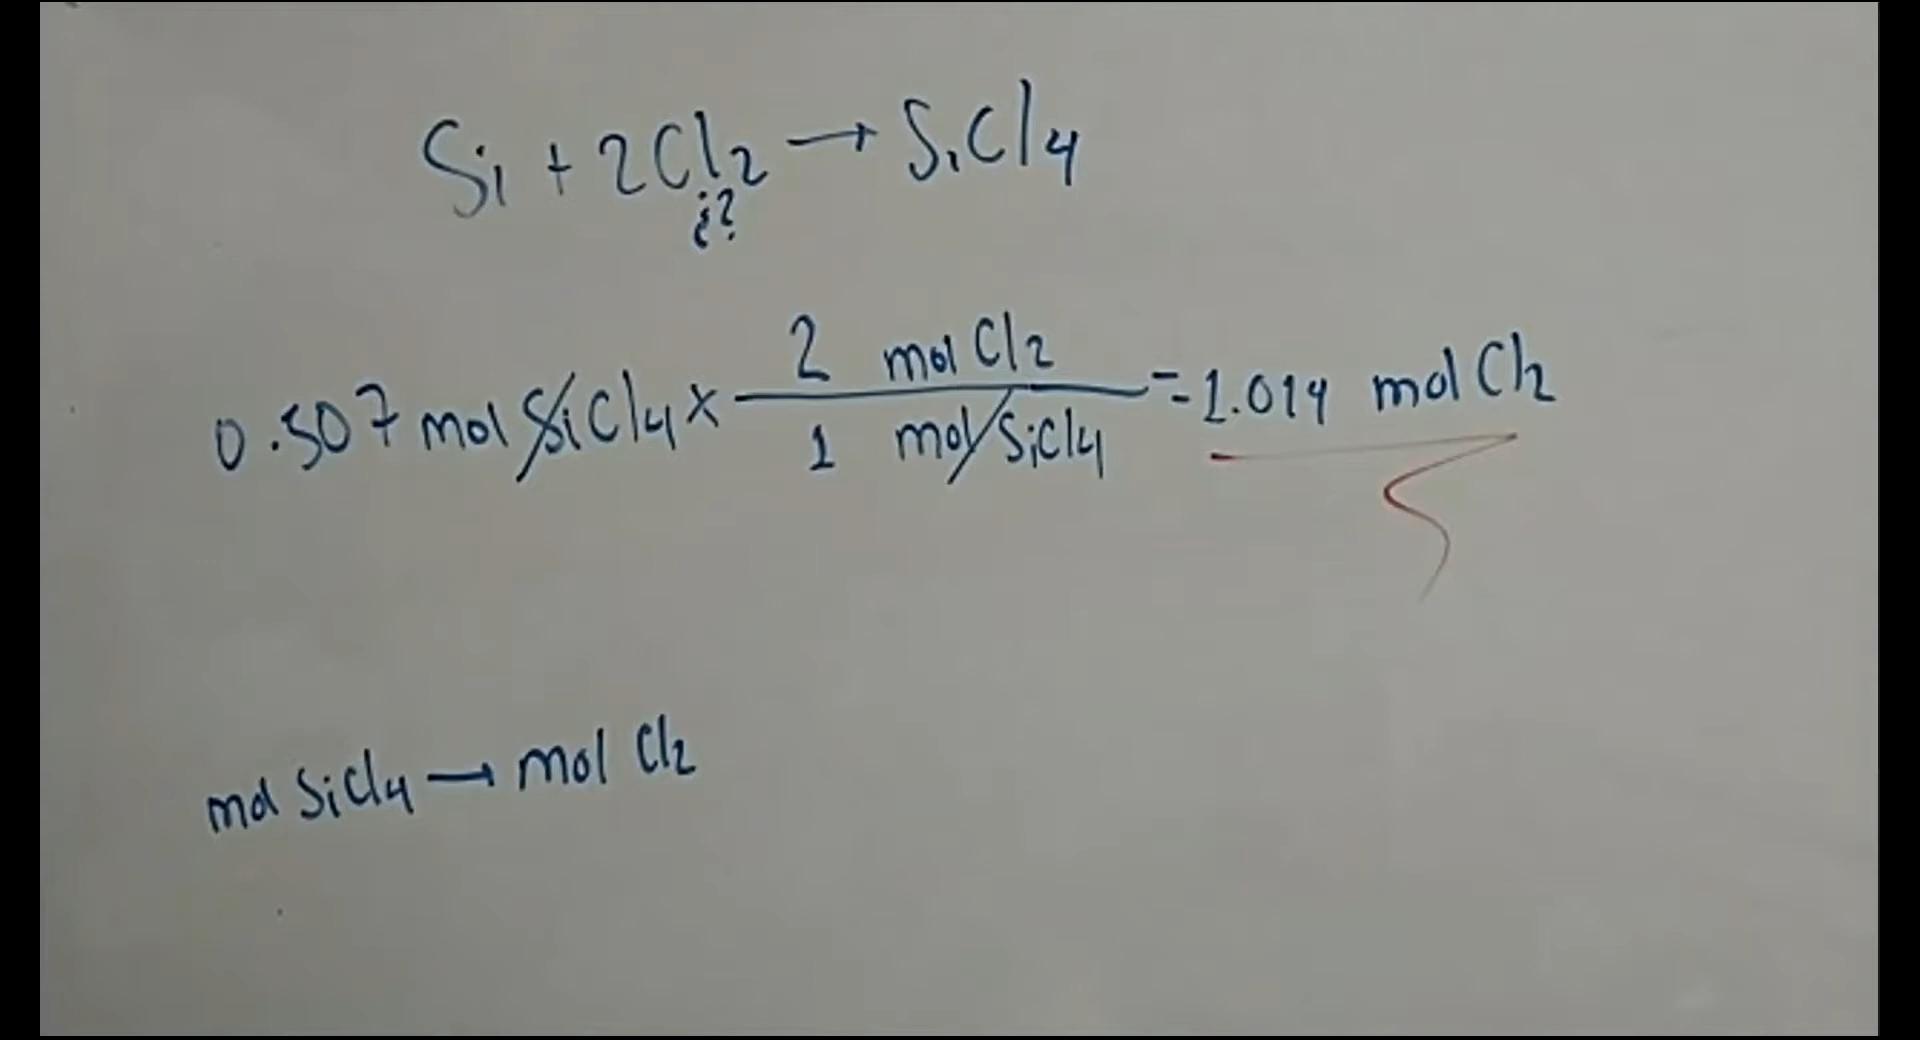 Si + 2Cl2 → SiCl4
¿?
0.507 mol SiCl4 x 2 mol Cl2 / 1 mol SiCl4 = 1.014 mol Cl2
mol SiCl4 → mol Cl2